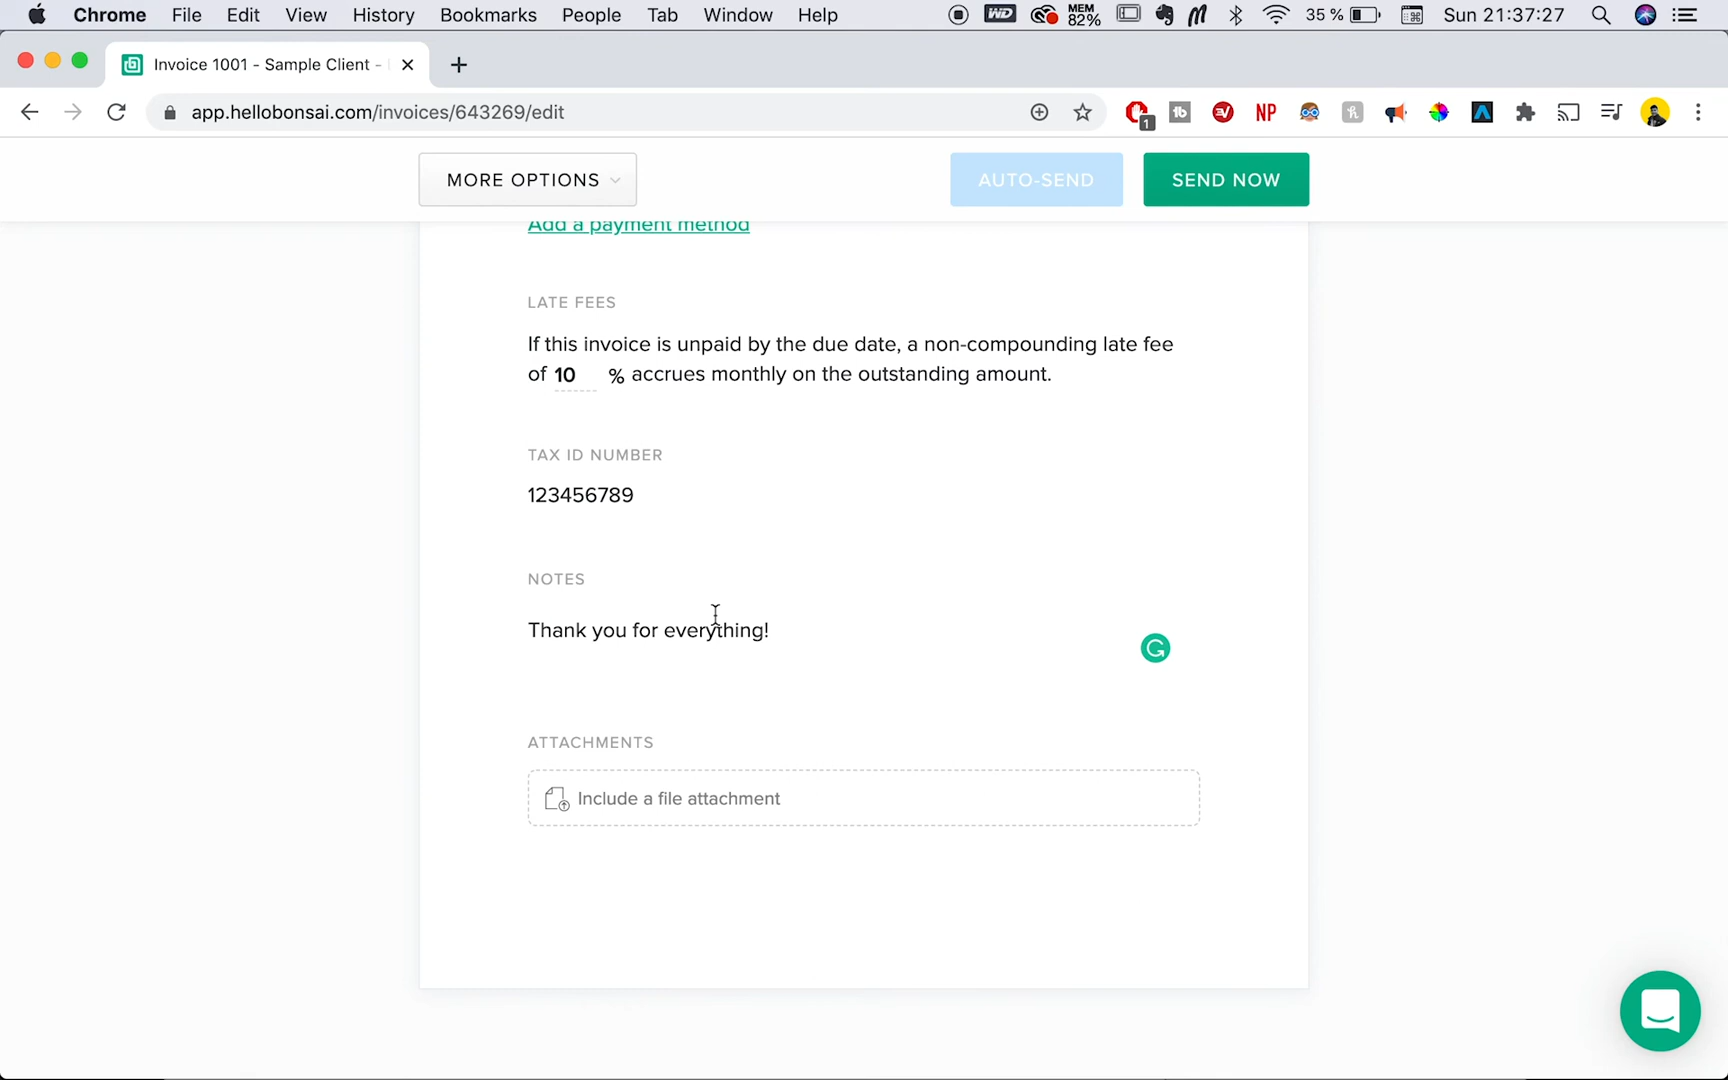 Chrome File Edit View History Bookmarks People Tab Window Help WD MEM 82% 35 % Sun 21:37:27
Invoice 1001 - Sample Client -
app.hellobonsai.com/invoices/643269/edit 1 tb NP h
MORE OPTIONS AUTO-SEND SEND NOW
Add a payment method
LATE FEES
If this invoice is unpaid by the due date, a non-compounding late fee
of 10 % accrues monthly on the outstanding amount.
TAX ID NUMBER
123456789
NOTES
Thank you for everything!
ATTACHMENTS
Include a file attachment